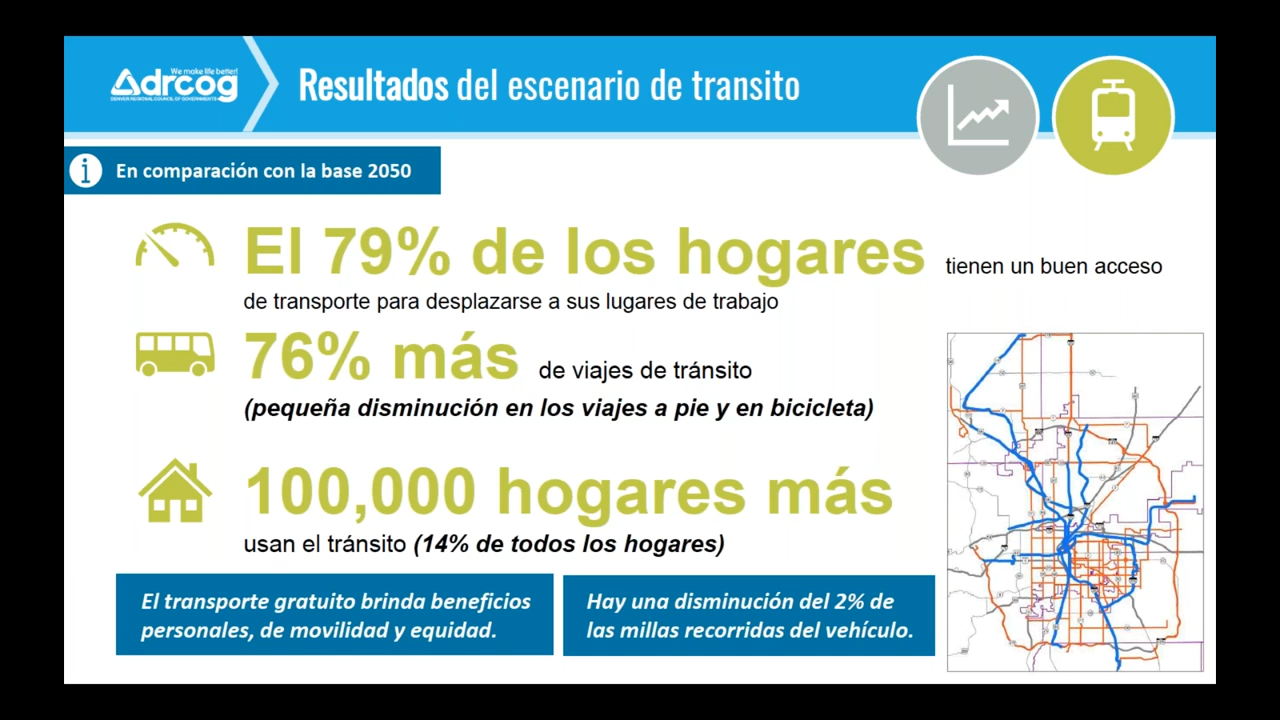 We make life better!
drcog
DENVER REGIONAL COUNCIL OF GOVERNMENTS
Resultados del escenario de transito
i En comparación con la base 2050
El 79% de los hogares tienen un buen acceso
de transporte para desplazarse a sus lugares de trabajo
76% más de viajes de tránsito
(pequeña disminución en los viajes a pie y en bicicleta)
100,000 hogares más
usan el tránsito (14% de todos los hogares)
El transporte gratuito brinda beneficios
personales, de movilidad y equidad.
Hay una disminución del 2% de
las millas recorridas del vehículo.